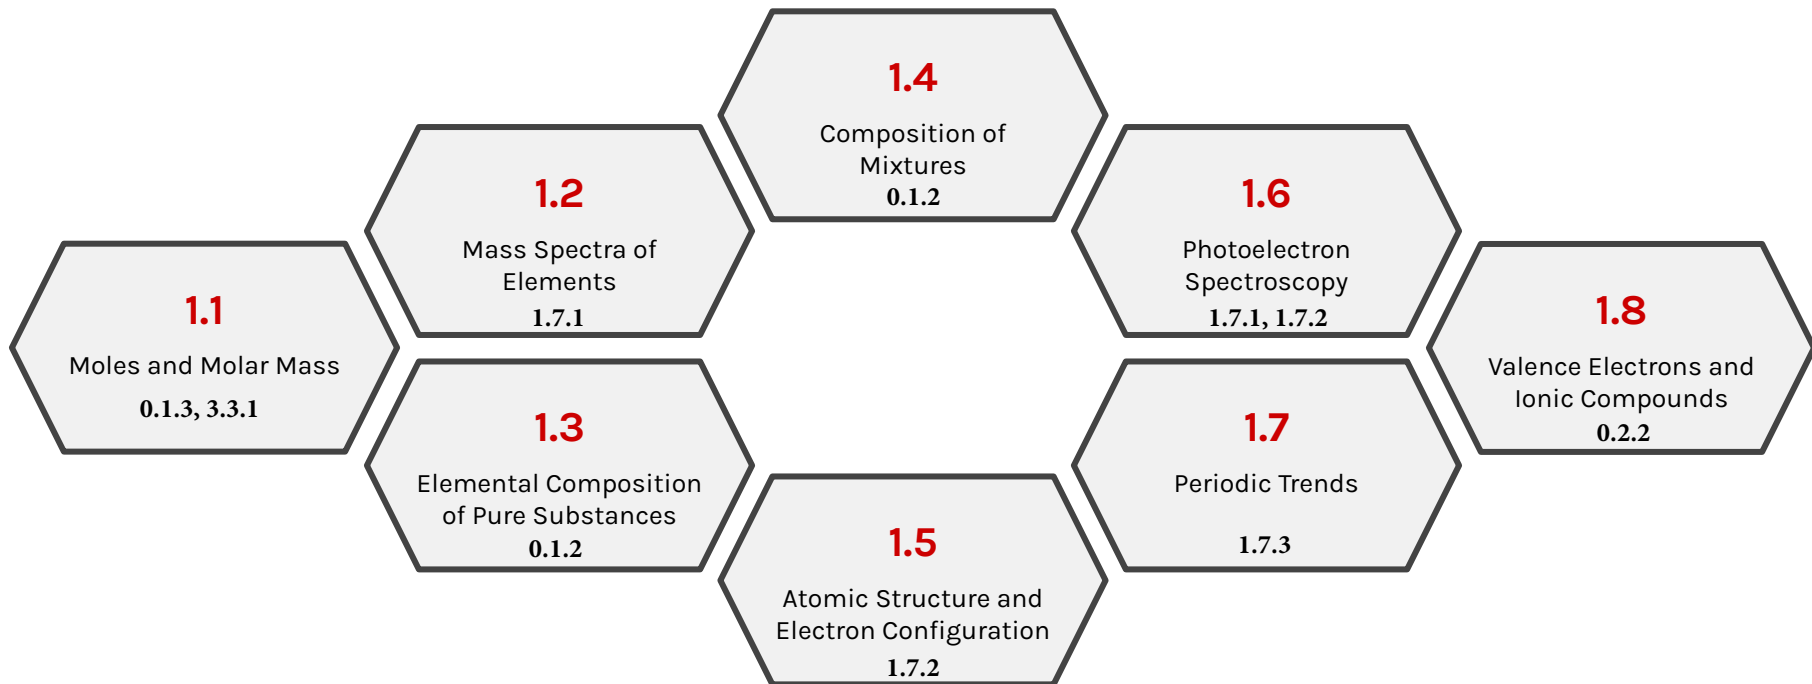 1.1
Moles and Molar Mass
0.1.3, 3.3.1
1.2
Mass Spectra of
Elements
1.7.1
1.3
Elemental Composition
of Pure Substances
0.1.2
1.4
Composition of
Mixtures
0.1.2
1.5
Atomic Structure and
Electron Configuration
1.7.2
1.6
Photoelectron
Spectroscopy
1.7.1, 1.7.2
1.7
Periodic Trends
1.7.3
1.8
Valence Electrons and
Ionic Compounds
0.2.2